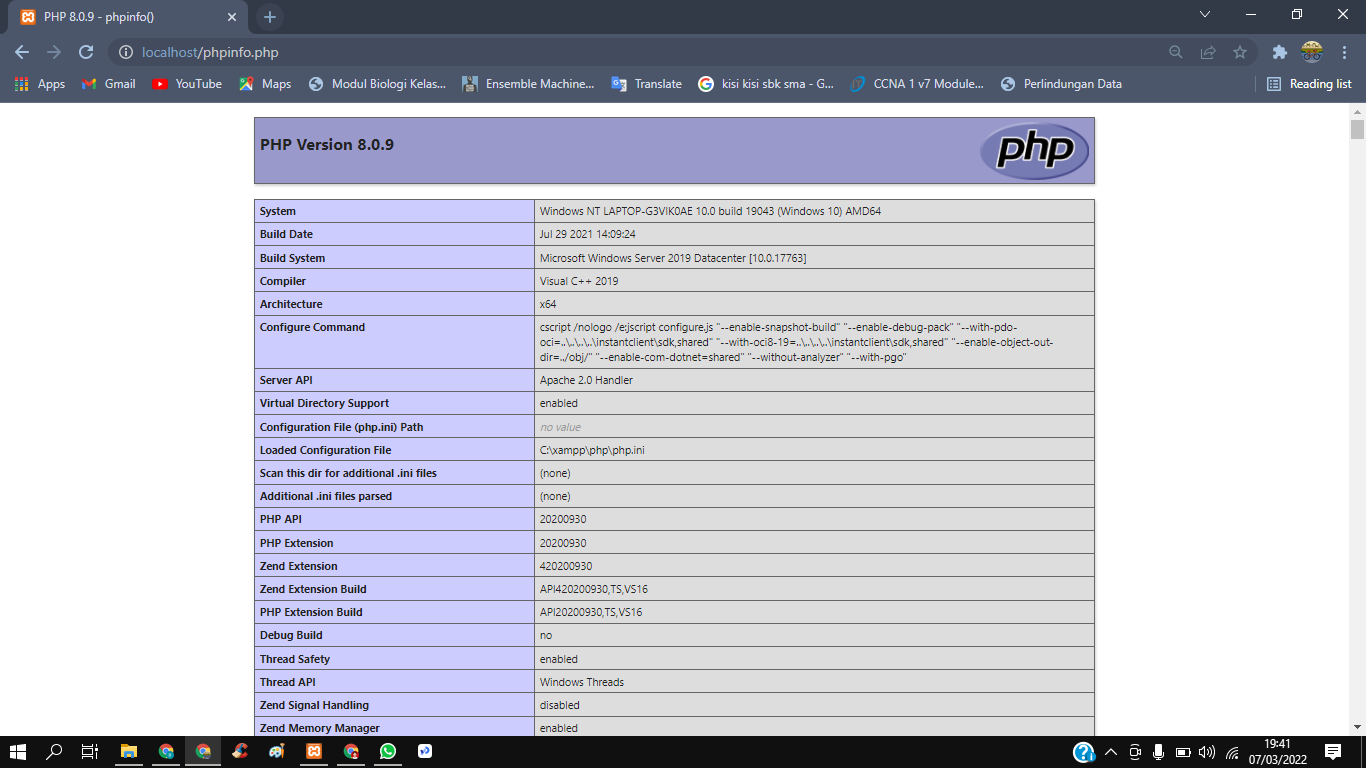 PHP 8.0.9 - phpinfo()
localhost/phpinfo.php
Apps Gmail YouTube Maps Modul Biologi Kelas... Ensemble Machine... Translate kisi kisi sbk sma - G... CCNA 1 v7 Module... Perlindungan Data Reading list
PHP Version 8.0.9
php
System Windows NT LAPTOP-G3VIK0AE 10.0 build 19043 (Windows 10) AMD64
Build Date Jul 29 2021 14:09:24
Build System Microsoft Windows Server 2019 Datacenter [10.0.17763]
Compiler Visual C++ 2019
Architecture x64
Configure Command cscript /nologo /e:jscript configure.js "--enable-snapshot-build" "--enable-debug-pack" "--with-pdo-
oci=..\..\..\..\instantclient\sdk,shared" "--with-oci8-19=..\..\..\..\instantclient\sdk,shared" "--enable-object-out-
dir=../obj/" "--enable-com-dotnet=shared" "--without-analyzer" "--with-pgo"
Server API Apache 2.0 Handler
Virtual Directory Support enabled
Configuration File (php.ini) Path no value
Loaded Configuration File C:\xampp\php\php.ini
Scan this dir for additional .ini files (none)
Additional .ini files parsed (none)
PHP API 20200930
PHP Extension 20200930
Zend Extension 420200930
Zend Extension Build API420200930,TS,VS16
PHP Extension Build API20200930,TS,VS16
Debug Build no
Thread Safety enabled
Thread API Windows Threads
Zend Signal Handling disabled
Zend Memory Manager enabled
19:41
07/03/2022